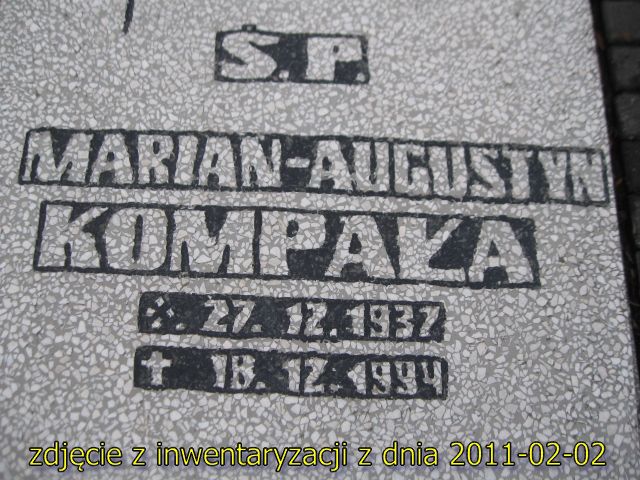 Ś.P.
MARIAN-AUGUSTYN
KOMPAŁA
27.12.1937
18.12.1994
zdjęcie z inwentaryzacji z dnia 2011-02-02